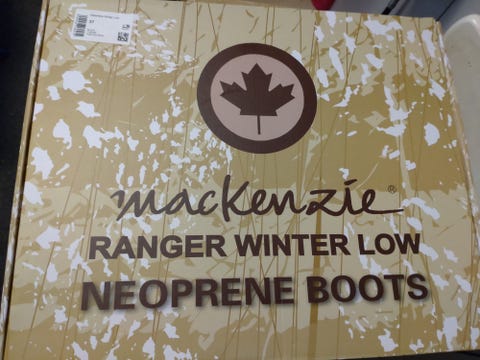 mackenzie®
RANGER WINTER LOW
NEOPRENE BOOTS